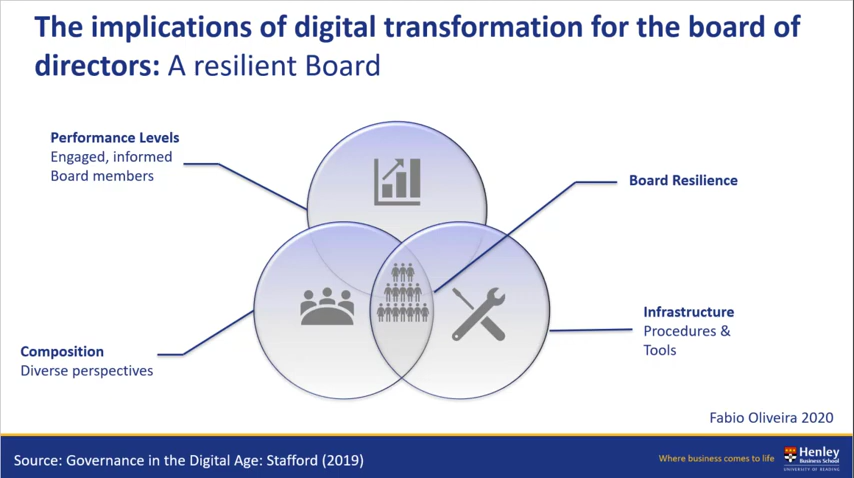 The implications of digital transformation for the board of
directors: A resilient Board
Performance Levels
Engaged, informed
Board members
Board Resilience
Infrastructure
Procedures &
Tools
Composition
Diverse perspectives
Fabio Oliveira 2020
Source: Governance in the Digital Age: Stafford (2019)
Where business comes to life
Henley
Business School
UNIVERSITY OF READING